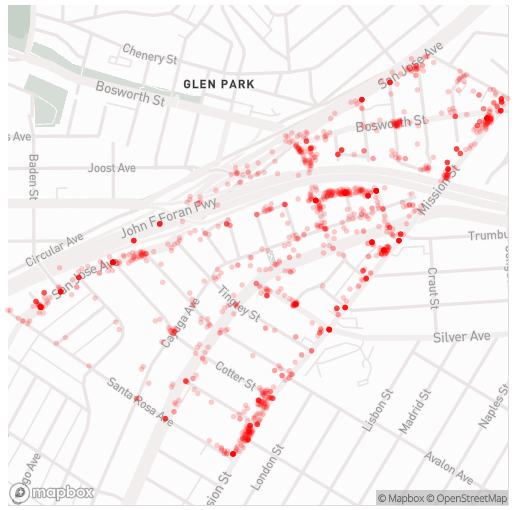 San Jose Ave
Chenery St
GLEN PARK
Bosworth St
Bosworth St
s Ave
Joost Ave
Baden St
Mission St
John F Foran Fwy
Circular Ave
Trumbu
San Jose Ave
Craut St
Cayuga Ave
Tingley St
Silver Ave
Cotter St
Santa Rosa Ave
Lisbon St
Madrid St
Naples St
London St
ssion St
Avalon Ave
go Ave
mapbox
© Mapbox © OpenStreetMap